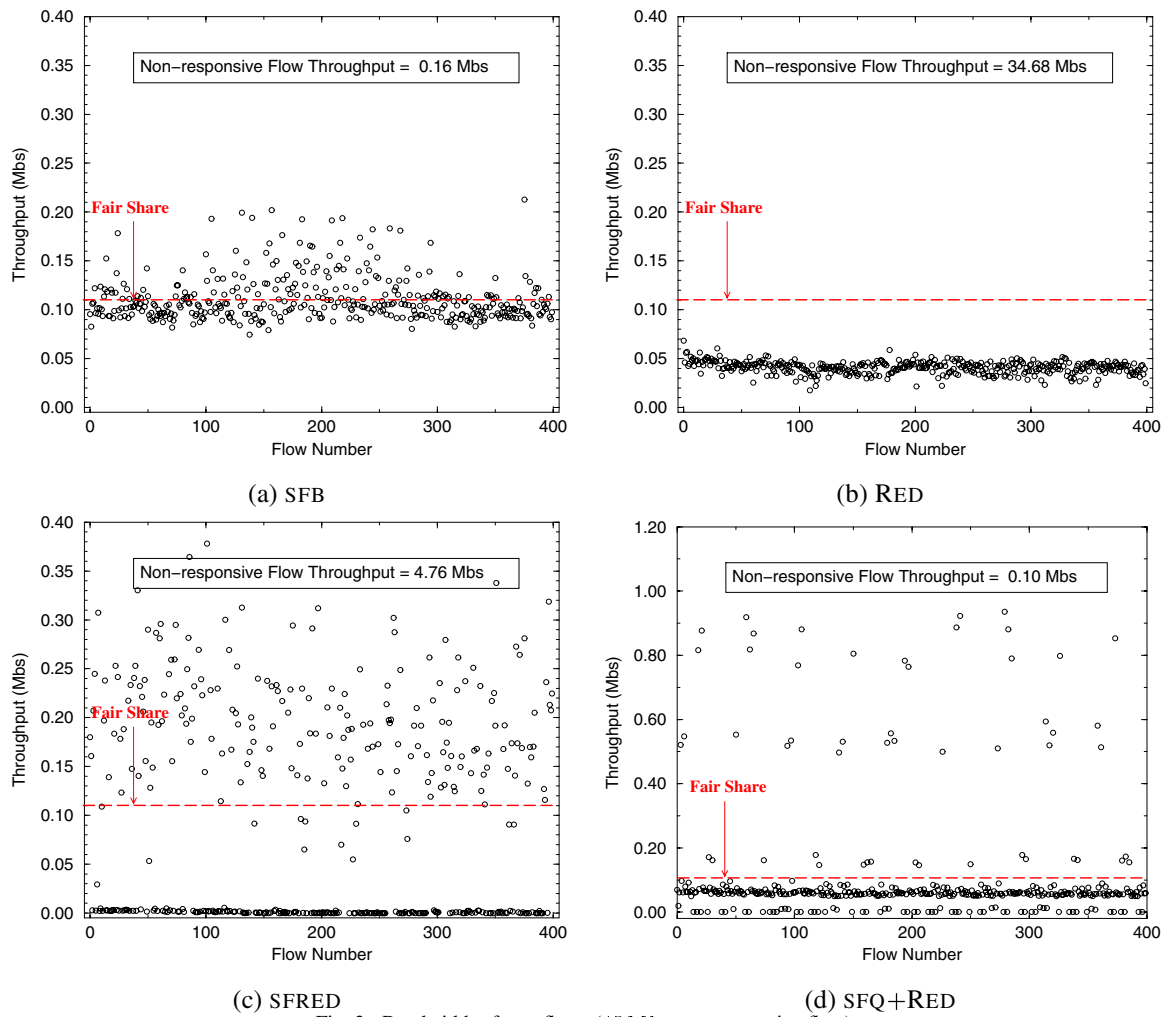 0.40
0.35
0.30
0.25
0.20
0.15
0.10
0.05
0.00
Throughput (Mbs)
Non−responsive Flow Throughput = 0.16 Mbs
Fair Share
0 100 200 300 400
Flow Number
(a) SFB
0.40
0.35
0.30
0.25
0.20
0.15
0.10
0.05
0.00
Throughput (Mbs)
Non−responsive Flow Throughput = 34.68 Mbs
Fair Share
0 100 200 300 400
Flow Number
(b) RED
0.40
0.35
0.30
0.25
0.20
0.15
0.10
0.05
0.00
Throughput (Mbs)
Non−responsive Flow Throughput = 4.76 Mbs
Fair Share
0 100 200 300 400
Flow Number
(c) SFRED
1.20
1.00
0.80
0.60
0.40
0.20
0.00
Throughput (Mbs)
Non−responsive Flow Throughput = 0.10 Mbs
Fair Share
0 100 200 300 400
Flow Number
(d) SFQ+RED